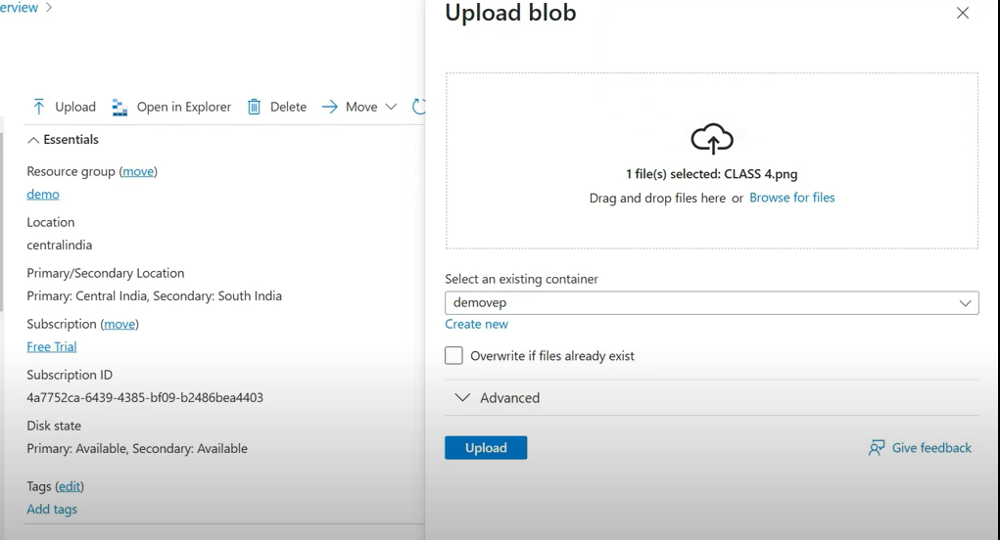 erview >
Upload Open in Explorer Delete Move
Essentials
Resource group (move)
demo
Location
centralindia
Primary/Secondary Location
Primary: Central India, Secondary: South India
Subscription (move)
Free Trial
Subscription ID
4a7752ca-6439-4385-bf09-b2486bea4403
Disk state
Primary: Available, Secondary: Available
Tags (edit)
Add tags
Upload blob
1 file(s) selected: CLASS 4.png
Drag and drop files here or Browse for files
Select an existing container
demovep
Create new
Overwrite if files already exist
Advanced
Upload
Give feedback